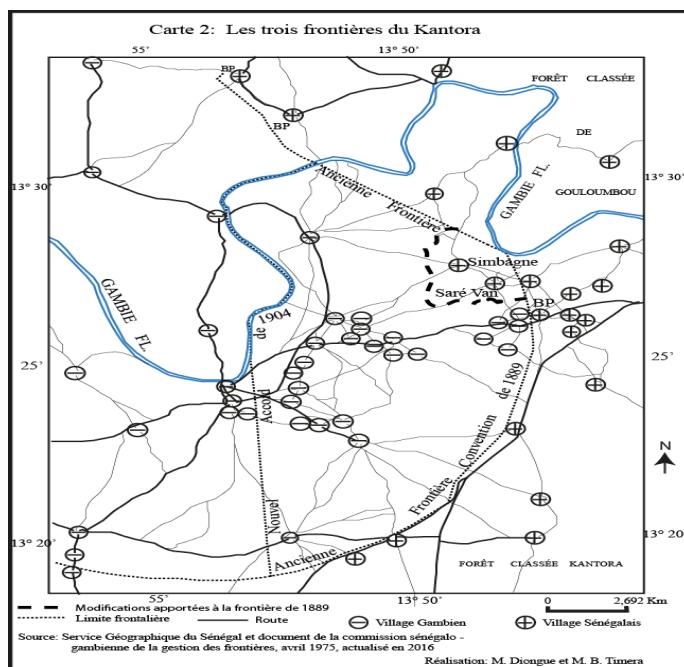 Carte 2: Les trois frontières du Kantora
55'
13° 50'
BP
BP
FORÊT CLASSÉE
DE
GOULOUMBOU
13° 30'
13° 30'
Ancienne Frontière
GAMBIE FL.
Simbagne
Saré Van
BP
GAMBIE FL.
de 1904
25'
25'
Accord
Nouvel
de 1889
Convention
Frontière
Ancienne
N
13° 20'
13° 20'
FORÊT CLASSÉE KANTORA
55'
13° 50'
0 2,692 Km
Modifications apportées à la frontière de 1889
Limite frontalière Route Village Gambien Village Sénégalais
Source: Service Géographique du Sénégal et document de la commission sénégalo -
gambienne de la gestion des frontières, avril 1975, actualisé en 2016
Réalisation: M. Diongue et M. B. Timera